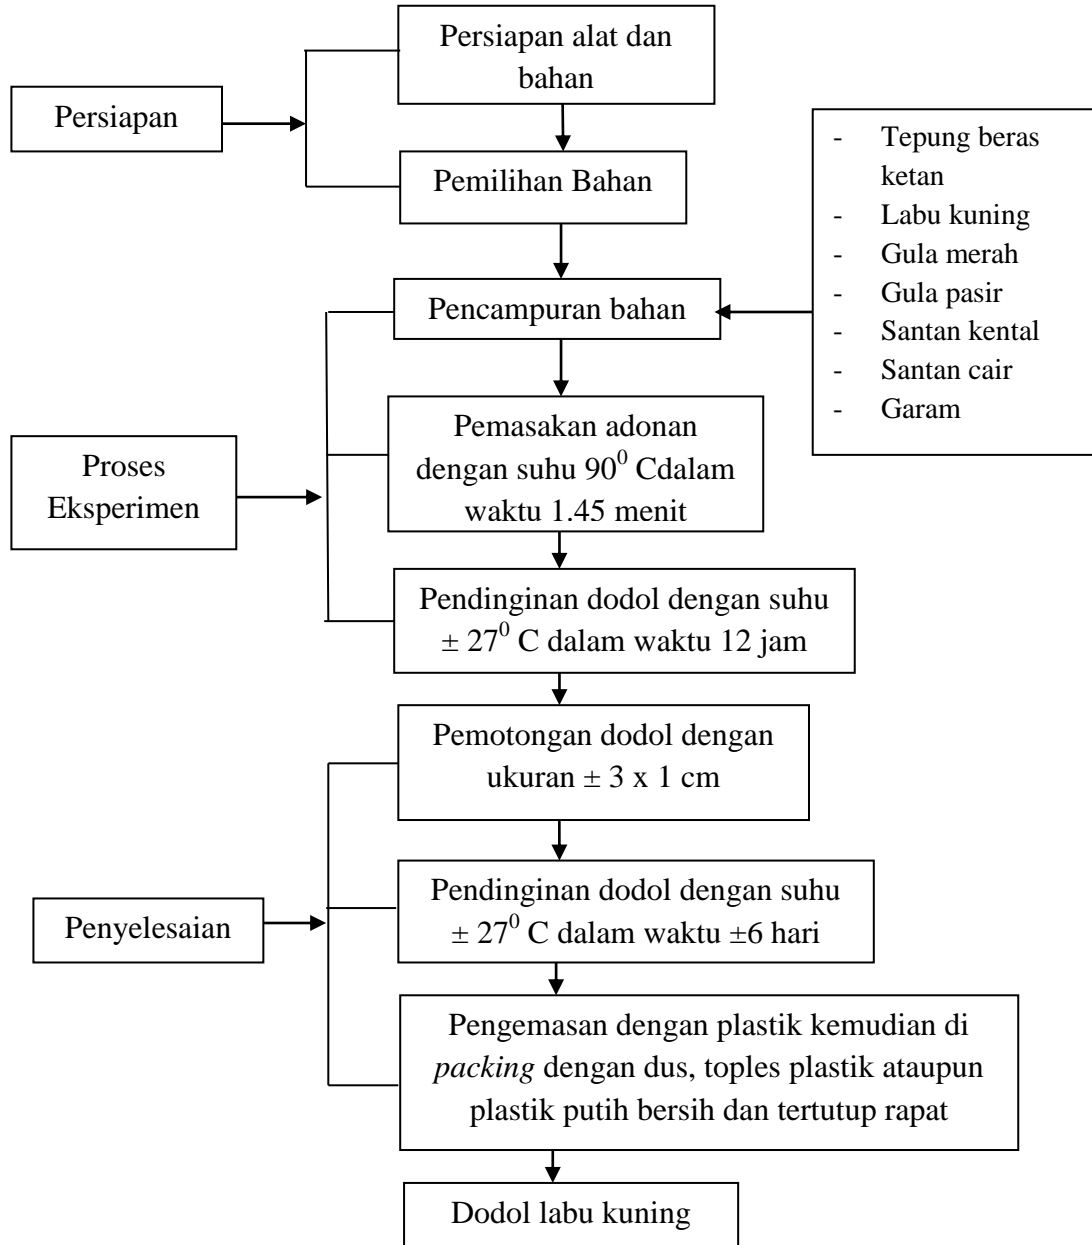 Persiapan alat dan
bahan
Persiapan
Pemilihan Bahan
- Tepung beras
ketan
- Labu kuning
- Gula merah
- Gula pasir
- Santan kental
- Santan cair
- Garam
Pencampuran bahan
Proses
Eksperimen
Pemasakan adonan
dengan suhu 90⁰ Cdalam
waktu 1.45 menit
Pendinginan dodol dengan suhu
± 27⁰ C dalam waktu 12 jam
Pemotongan dodol dengan
ukuran ± 3 x 1 cm
Penyelesaian
Pendinginan dodol dengan suhu
± 27⁰ C dalam waktu ±6 hari
Pengemasan dengan plastik kemudian di
packing dengan dus, toples plastik ataupun
plastik putih bersih dan tertutup rapat
Dodol labu kuning